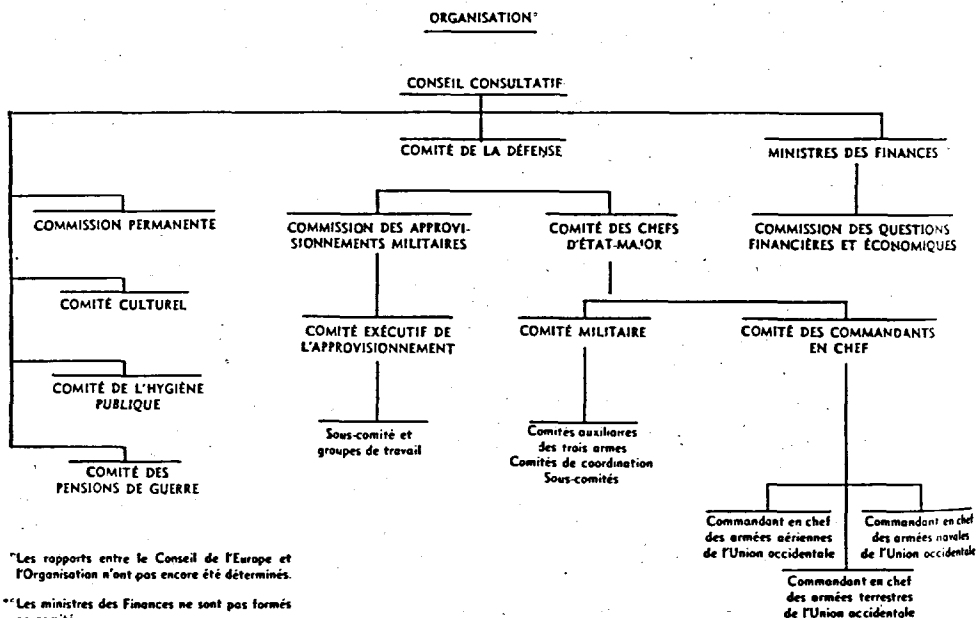 ORGANISATION*
CONSEIL CONSULTATIF
COMITÉ DE LA DÉFENSE
MINISTRES DES FINANCES
COMMISSION PERMANENTE
COMMISSION DES APPROVI-
SIONNEMENTS MILITAIRES
COMITÉ DES CHEFS
D'ÉTAT-MAJOR
COMMISSION DES QUESTIONS
FINANCIÈRES ET ÉCONOMIQUES
COMITÉ CULTUREL
COMITÉ EXÉCUTIF DE
L'APPROVISIONNEMENT
COMITÉ MILITAIRE
COMITÉ DES COMMANDANTS
EN CHEF
COMITÉ DE L'HYGIÈNE
PUBLIQUE
Sous-comité et
groupes de travail
Comités auxiliaires
des trois armes
Comités de coordination
Sous-comités
COMITÉ DES
PENSIONS DE GUERRE
Commandant en chef
des armées aériennes
de l'Union occidentale
Commandant en chef
des armées navales
de l'Union occidentale
Commandant en chef
des armées terrestres
de l'Union occidentale
*Les rapports entre le Conseil de l'Europe et
l'Organisation n'ont pas encore été déterminés.
**Les ministres des Finances ne sont pas formés